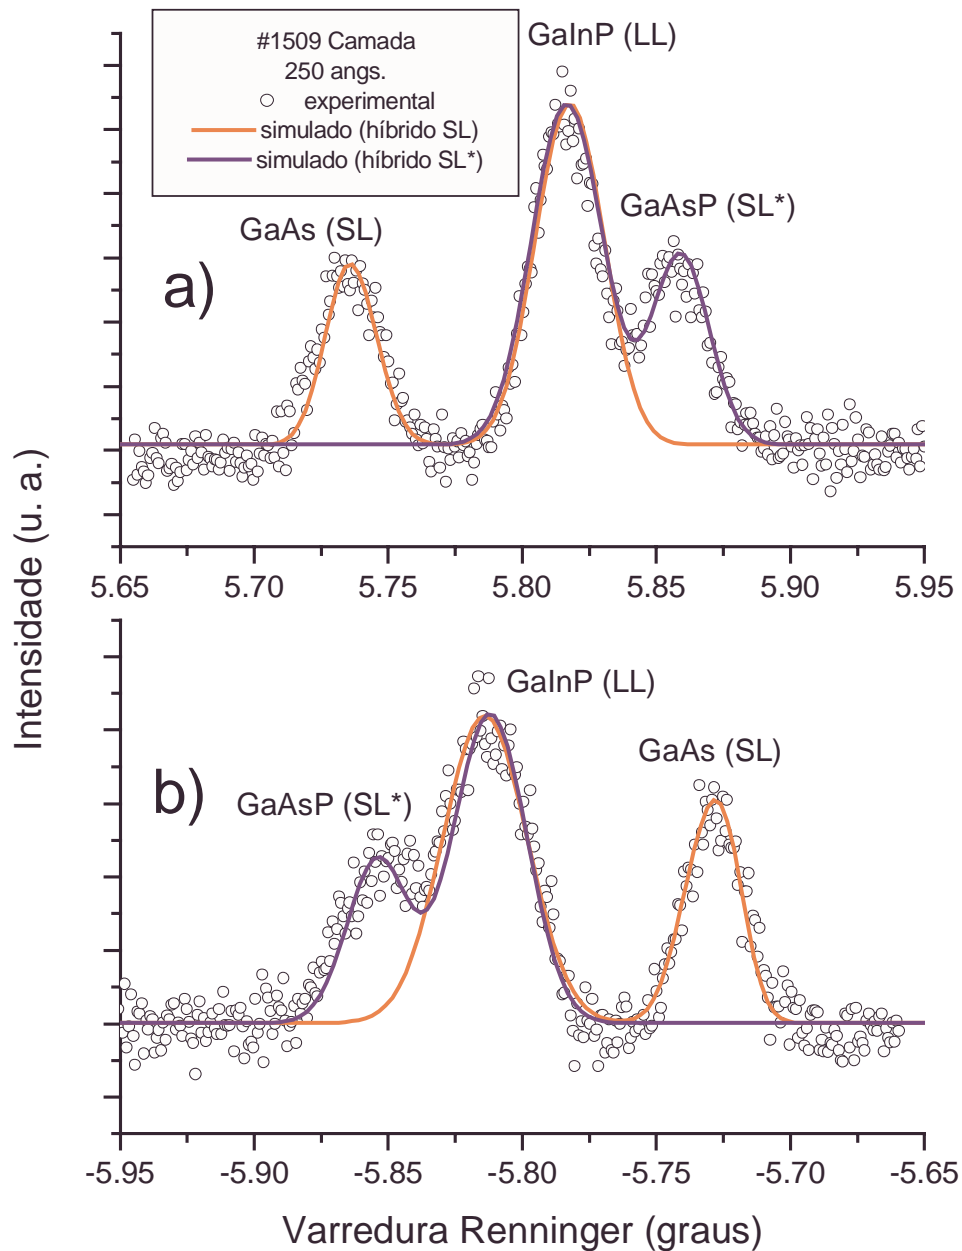 GaInP (LL)
#1509 Camada
250 angs.
experimental
simulado (híbrido SL)
simulado (híbrido SL*)
GaAsP (SL*)
GaAs (SL)
a)
5.65 5.70 5.75 5.80 5.85 5.90 5.95
Intensidade (u. a.)
GaInP (LL)
GaAs (SL)
b)
GaAsP (SL*)
-5.95 -5.90 -5.85 -5.80 -5.75 -5.70 -5.65
Varredura Renninger (graus)